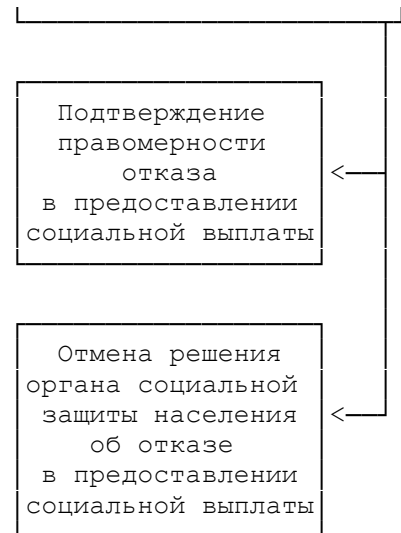 Подтверждение
правомерности
отказа
в предоставлении
социальной выплаты
Отмена решения
органа социальной
защиты населения
об отказе
в предоставлении
социальной выплаты